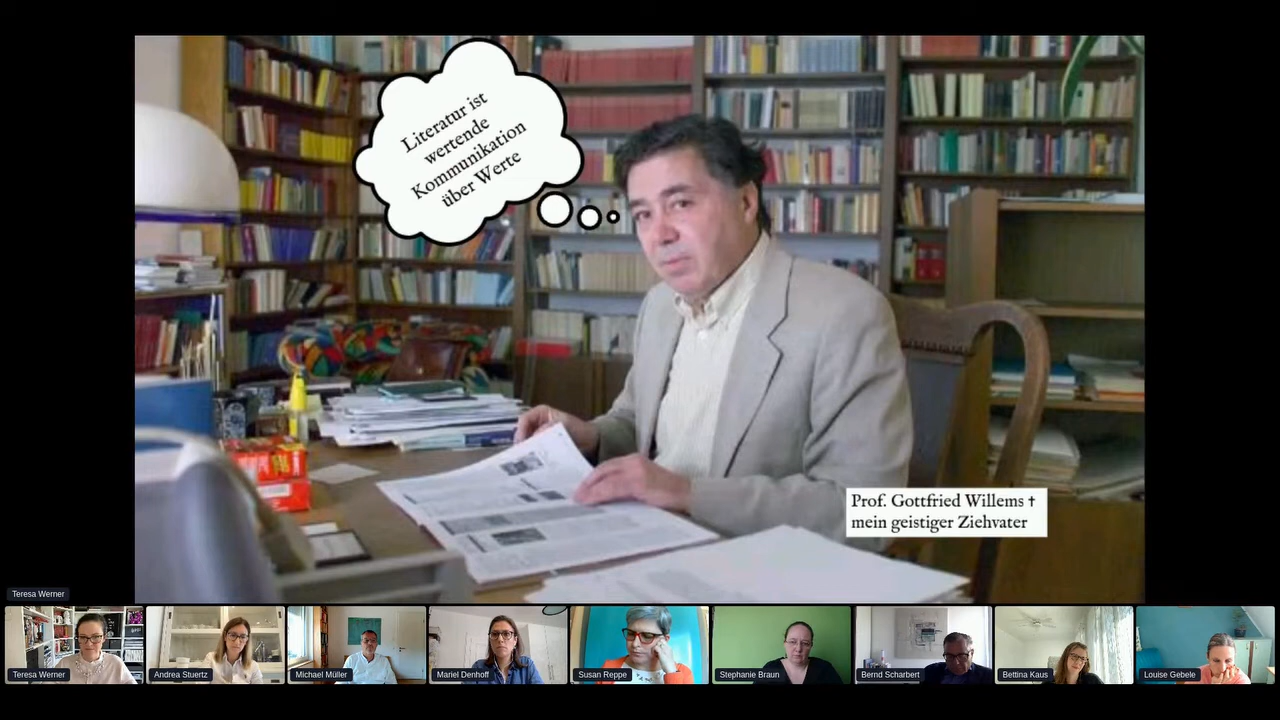 Literatur ist
wertende
Kommunikation
über Werte
Prof. Gottfried Willems †
mein geistiger Ziehvater
Teresa Werner
Teresa Werner
Andrea Stuertz
Michael Müller
Mariel Denhoff
Susan Reppe
Stephanie Braun
Bernd Scharbert
Bettina Kaus
Louise Gebele